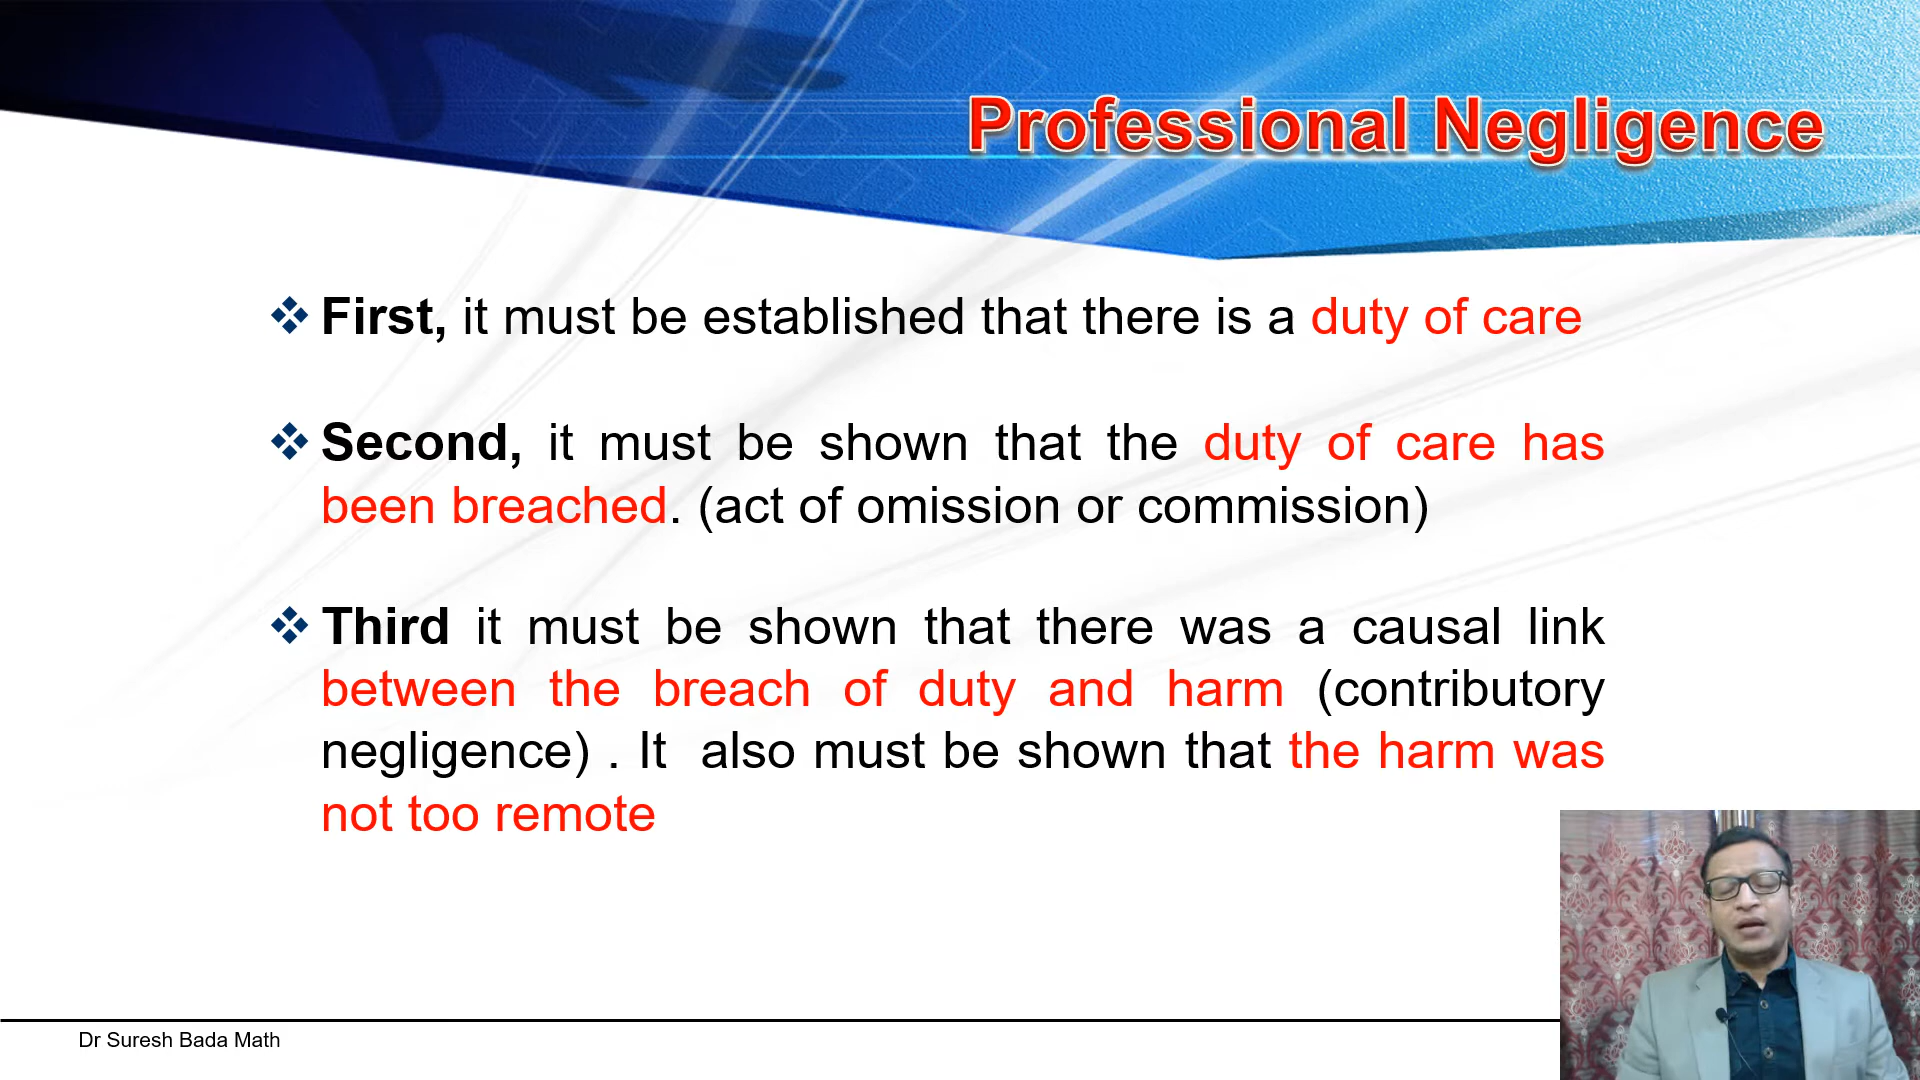 Professional Negligence
First, it must be established that there is a duty of care
Second, it must be shown that the duty of care has
been breached. (act of omission or commission)
Third it must be shown that there was a causal link
between the breach of duty and harm (contributory
negligence) . It also must be shown that the harm was
not too remote
Dr Suresh Bada Math